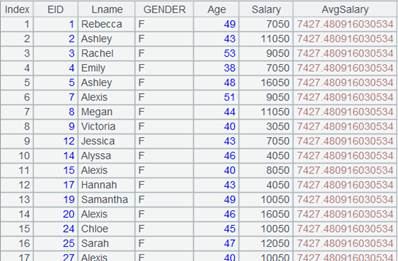 Index EID Lname GENDER Age Salary AvgSalary
1 1 Rebecca F 49 7050 7427.480916030534
2 2 Ashley F 43 11050 7427.480916030534
3 3 Rachel F 53 9050 7427.480916030534
4 4 Emily F 38 7050 7427.480916030534
5 5 Ashley F 48 16050 7427.480916030534
6 7 Alexis F 51 9050 7427.480916030534
7 8 Megan F 44 11050 7427.480916030534
8 9 Victoria F 40 3050 7427.480916030534
9 12 Jessica F 43 7050 7427.480916030534
10 14 Alyssa F 46 4050 7427.480916030534
11 15 Alexis F 40 8050 7427.480916030534
12 17 Hannah F 43 4050 7427.480916030534
13 19 Samantha F 49 10050 7427.480916030534
14 20 Alexis F 46 16050 7427.480916030534
15 24 Chloe F 45 10050 7427.480916030534
16 25 Sarah F 47 12050 7427.480916030534
17 27 Alexis F 40 10050 7427.480916030534